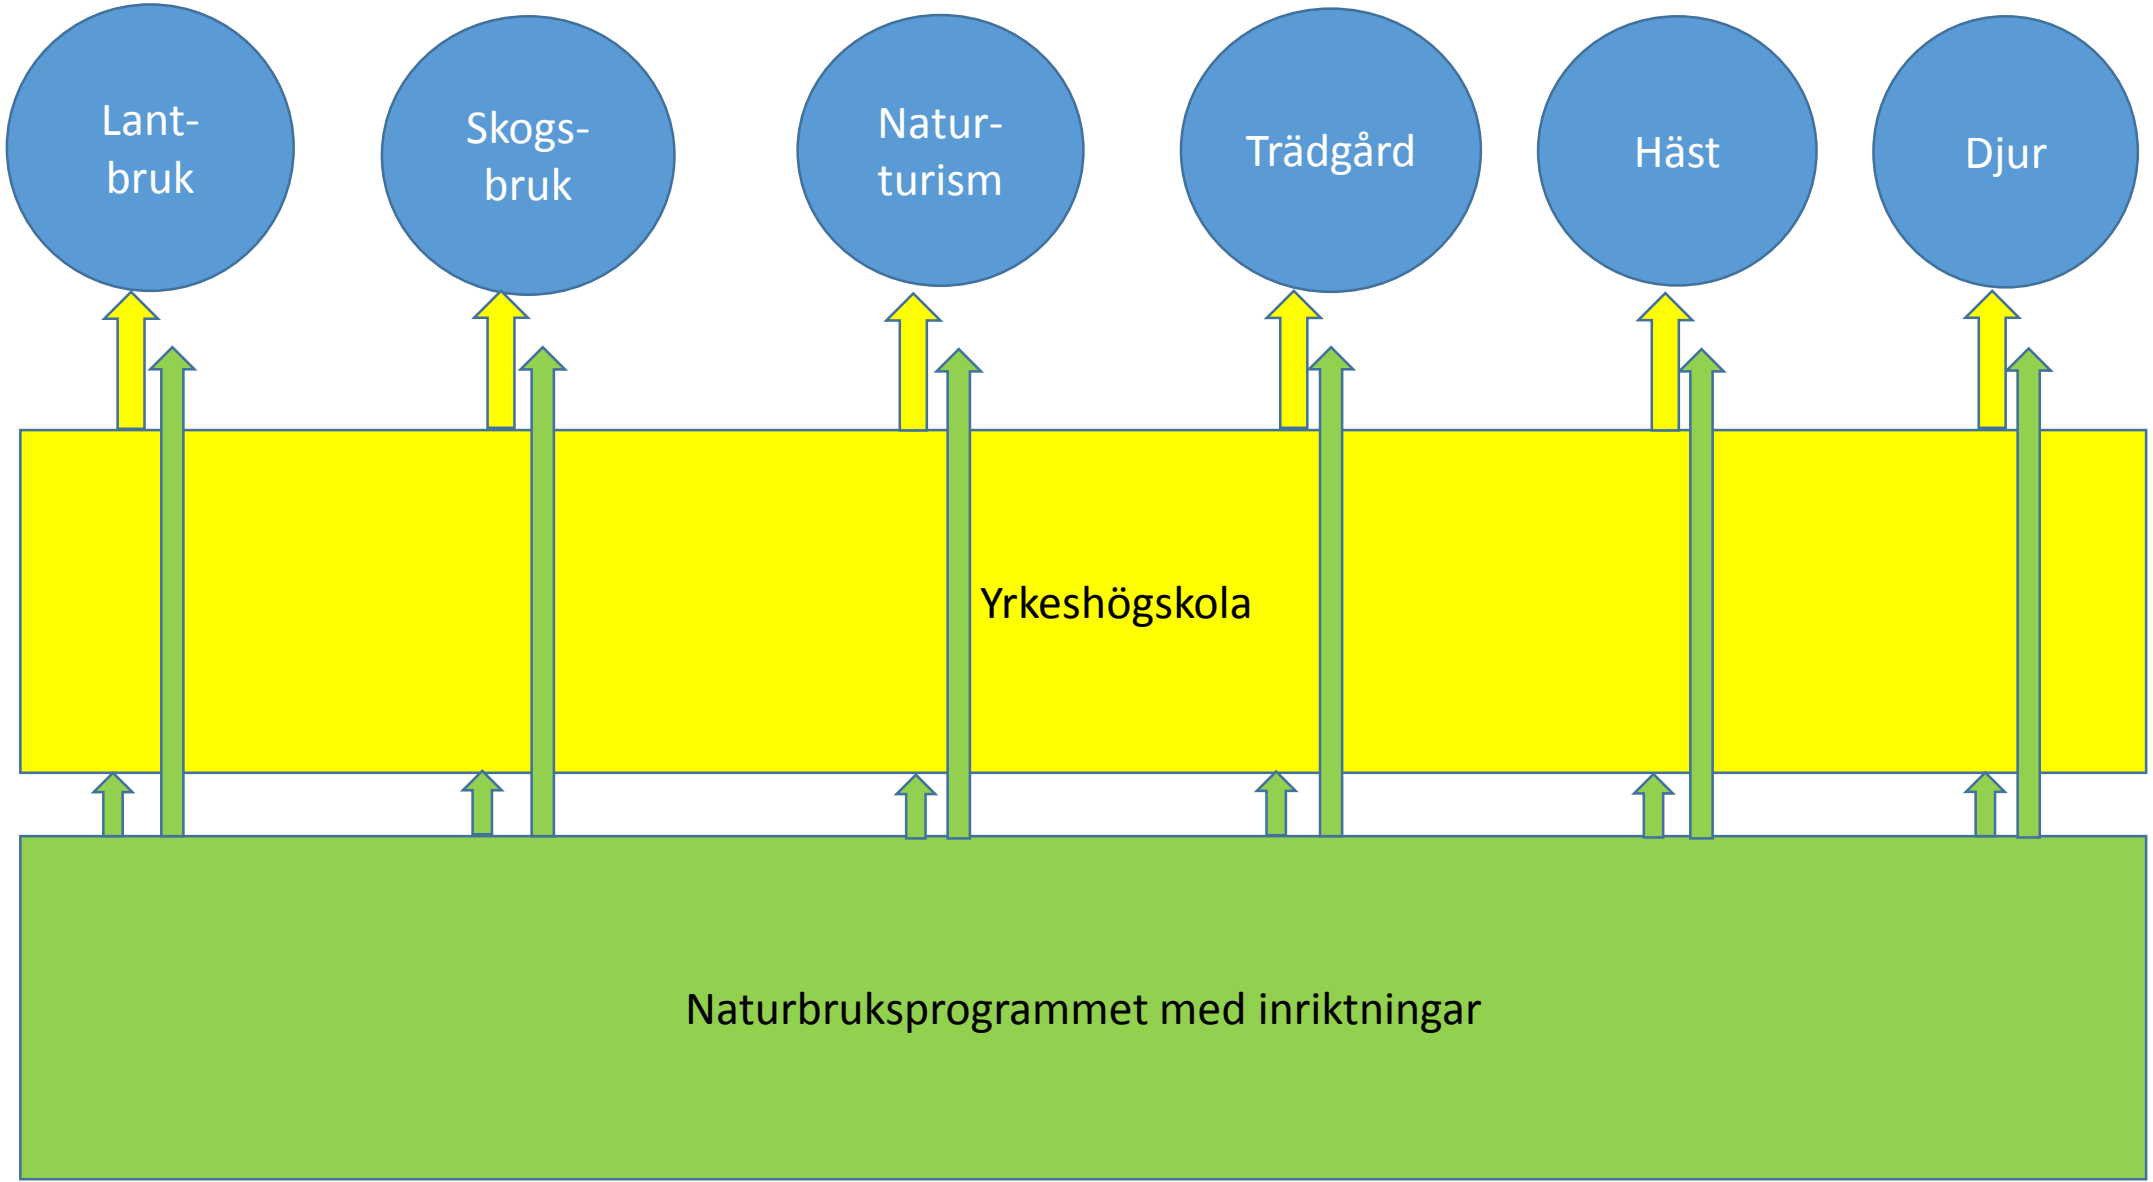 Lant-
bruk
Skogs-
bruk
Natur-
turism
Trädgård
Häst
Djur
Yrkeshögskola
Naturbruksprogrammet med inriktningar